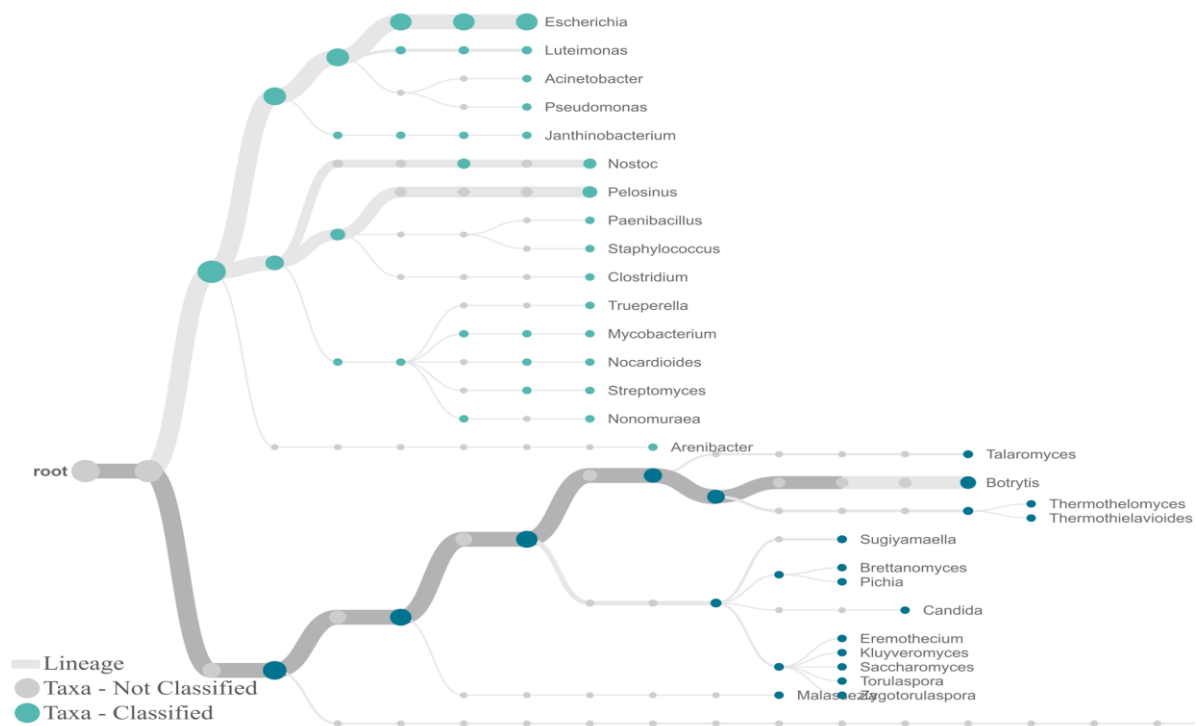 Escherichia
Luteimonas
Acinetobacter
Pseudomonas
Janthinobacterium
Nostoc
Pelosinus
Paenibacillus
Staphylococcus
Clostridium
Trueperella
Mycobacterium
Nocardioides
Streptomyces
Nonomuraea
Arenibacter
Talaromyces
root
Botrytis
Thermothelomyces
Thermothielavioides
Sugiyamaella
Brettanomyces
Pichia
Candida
Eremothecium
Kluyveromyces
Saccharomyces
Torulaspora
Malassezia Zygotorulaspora
Lineage
Taxa - Not Classified
Taxa - Classified